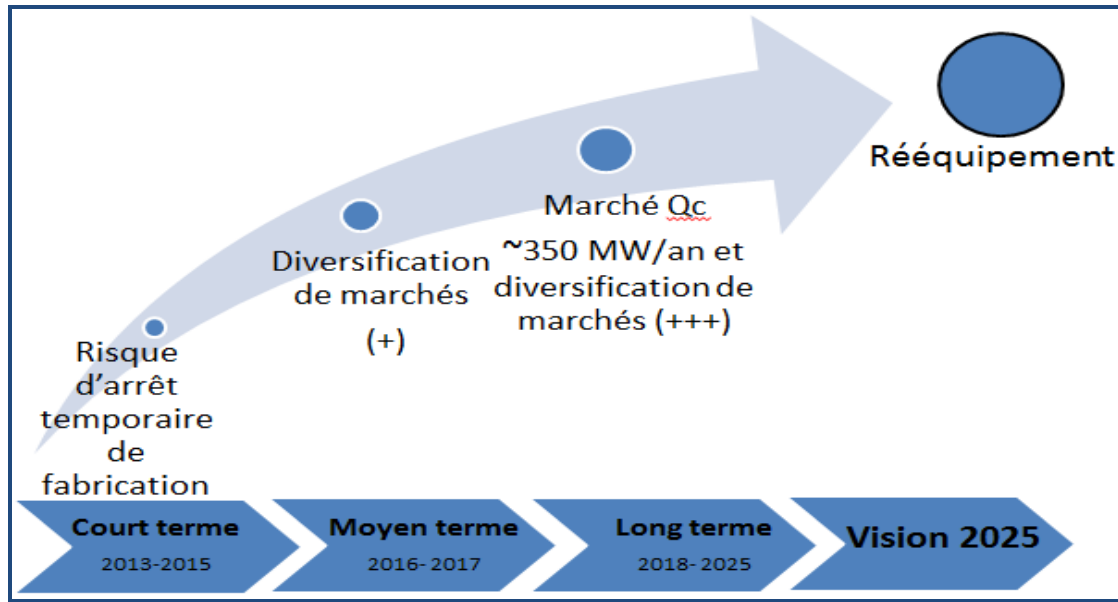 Rééquipement
Marché Qc
~350 MW/an et
diversification de
marchés (+++)
Diversification
de marchés
(+)
Risque
d'arrêt
temporaire
de
fabrication
Court terme
2013-2015
Moyen terme
2016- 2017
Long terme
2018- 2025
Vision 2025